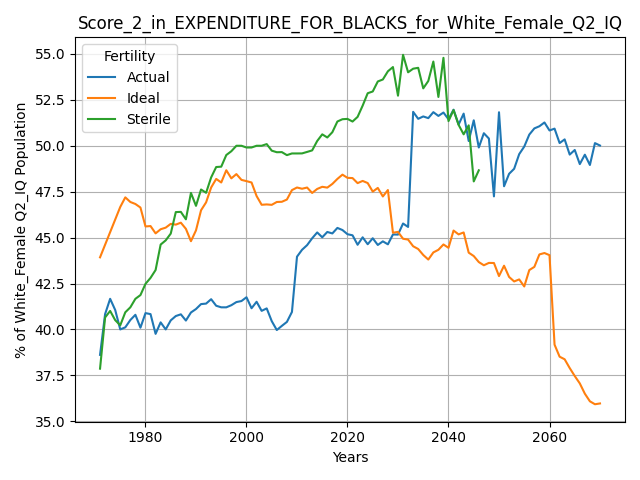 Score_2_in_EXPENDITURE_FOR_BLACKS_for_White_Female_Q2_IQ
Fertility
Actual
Ideal
Sterile
% of White_Female Q2_IQ Population
55.0
52.5
50.0
47.5
45.0
42.5
40.0
37.5
35.0
1980
2000
2020
2040
2060
Years